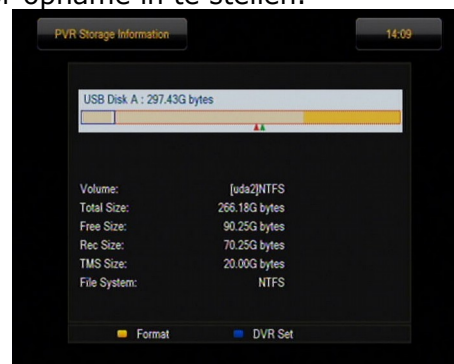 opname in te stellen.
PVR Storage Information 14:09
USB Disk A : 297.43G bytes
Volume: [uda2]NTFS
Total Size: 266.18G bytes
Free Size: 90.25G bytes
Rec Size: 70.25G bytes
TMS Size: 20.00G bytes
File System: NTFS
Format DVR Set